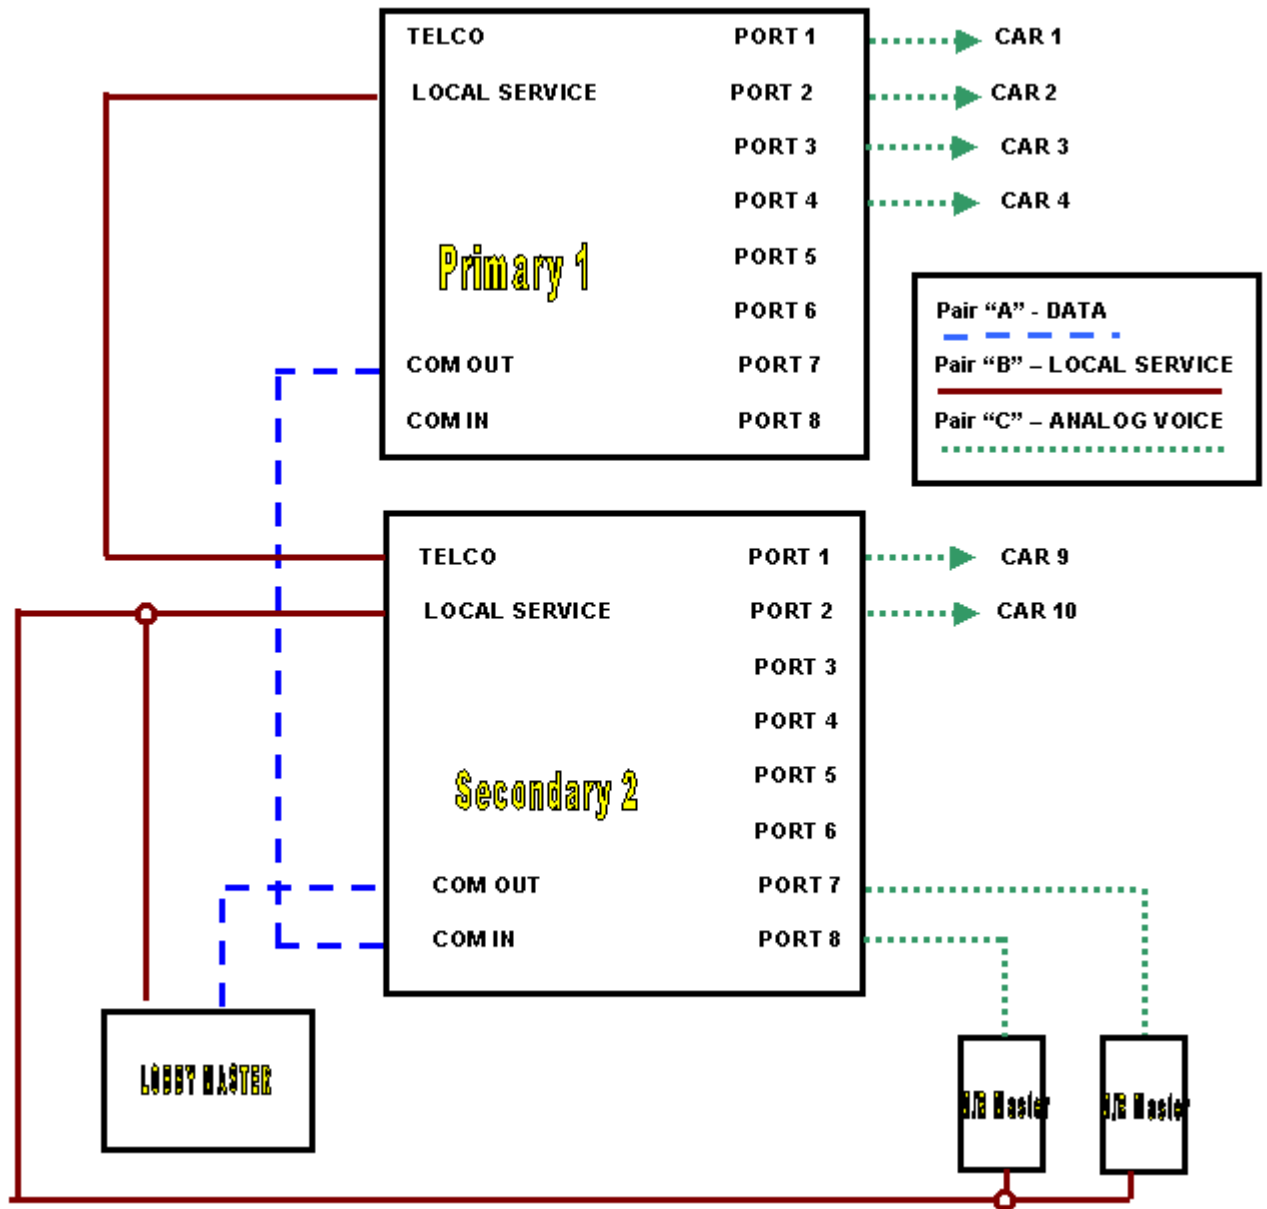 TELCO PORT 1 CAR 1
LOCAL SERVICE PORT 2 CAR 2
PORT 3 CAR 3
PORT 4 CAR 4
Primary 1
PORT 5
PORT 6
COM OUT PORT 7
COM IN PORT 8
Pair “A” - DATA
Pair “B” – LOCAL SERVICE
Pair “C” – ANALOG VOICE
TELCO PORT 1 CAR 9
LOCAL SERVICE PORT 2 CAR 10
PORT 3
PORT 4
Secondary 2
PORT 5
PORT 6
COM OUT PORT 7
COM IN PORT 8
LOBBY MASTER
Master
Master